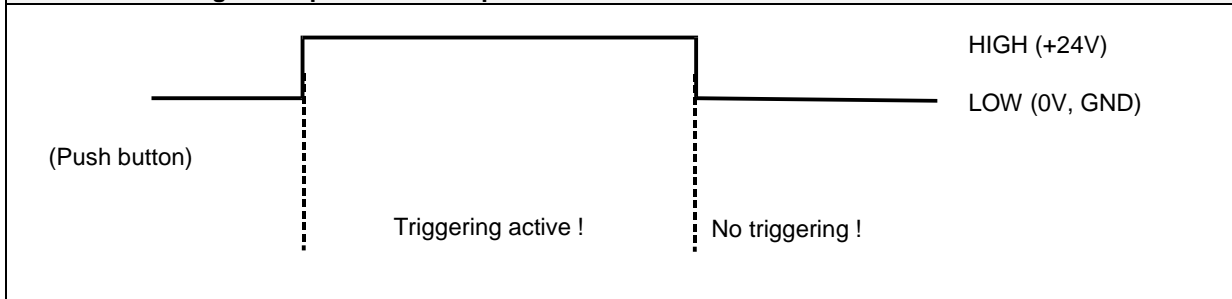 HIGH (+24V)
LOW (0V, GND)
(Push button)
Triggering active !
No triggering !